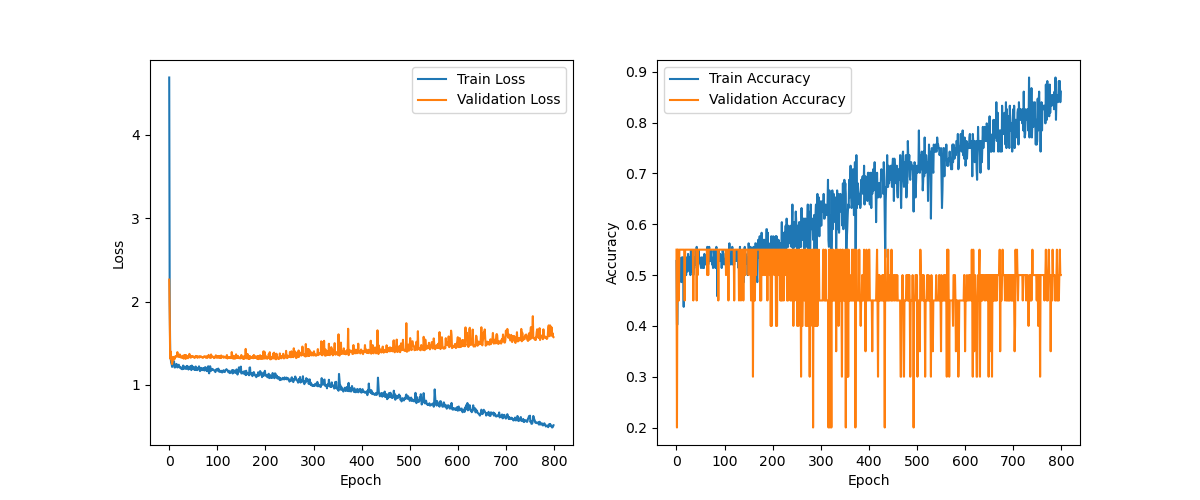 Train Loss
Validation Loss
4
3
2
1
Loss
0 100 200 300 400 500 600 700 800
Epoch
Train Accuracy
Validation Accuracy
0.9
0.8
0.7
0.6
0.5
0.4
0.3
0.2
Accuracy
0 100 200 300 400 500 600 700 800
Epoch